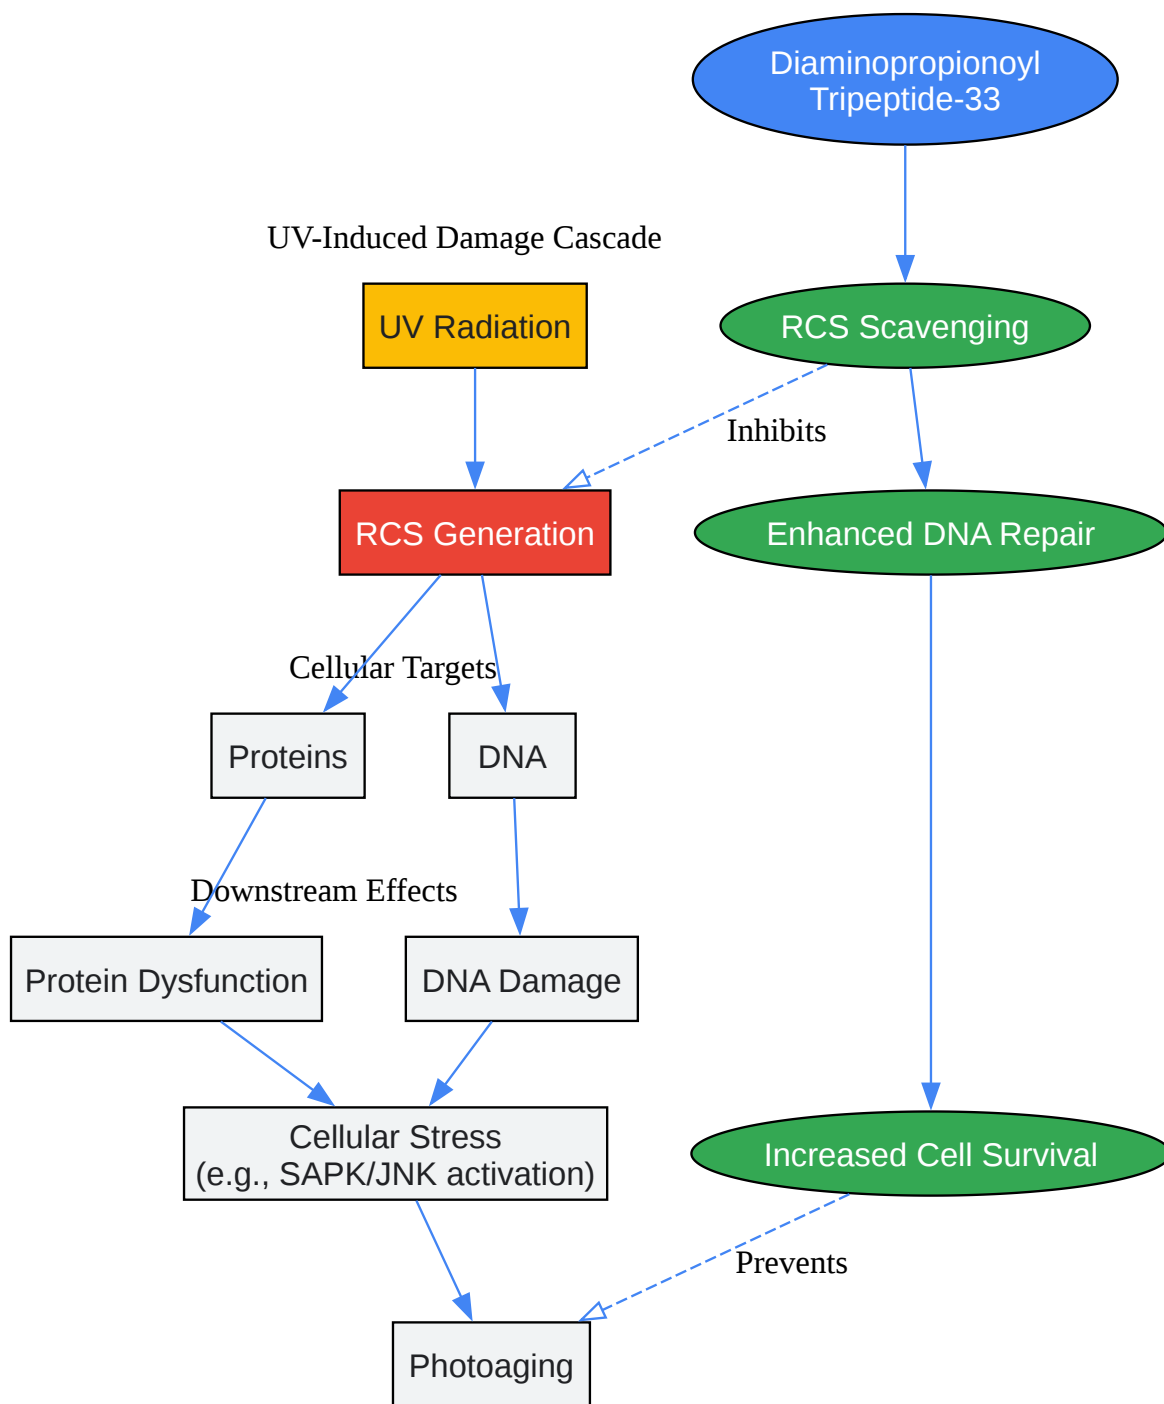 Diaminopropionoyl
Tripeptide-33
UV-Induced Damage Cascade
UV Radiation
RCS Scavenging
Inhibits
RCS Generation
Enhanced DNA Repair
Cellular Targets
Proteins
DNA
Downstream Effects
Protein Dysfunction
DNA Damage
Cellular Stress
(e.g., SAPK/JNK activation)
Increased Cell Survival
Prevents
Photoaging